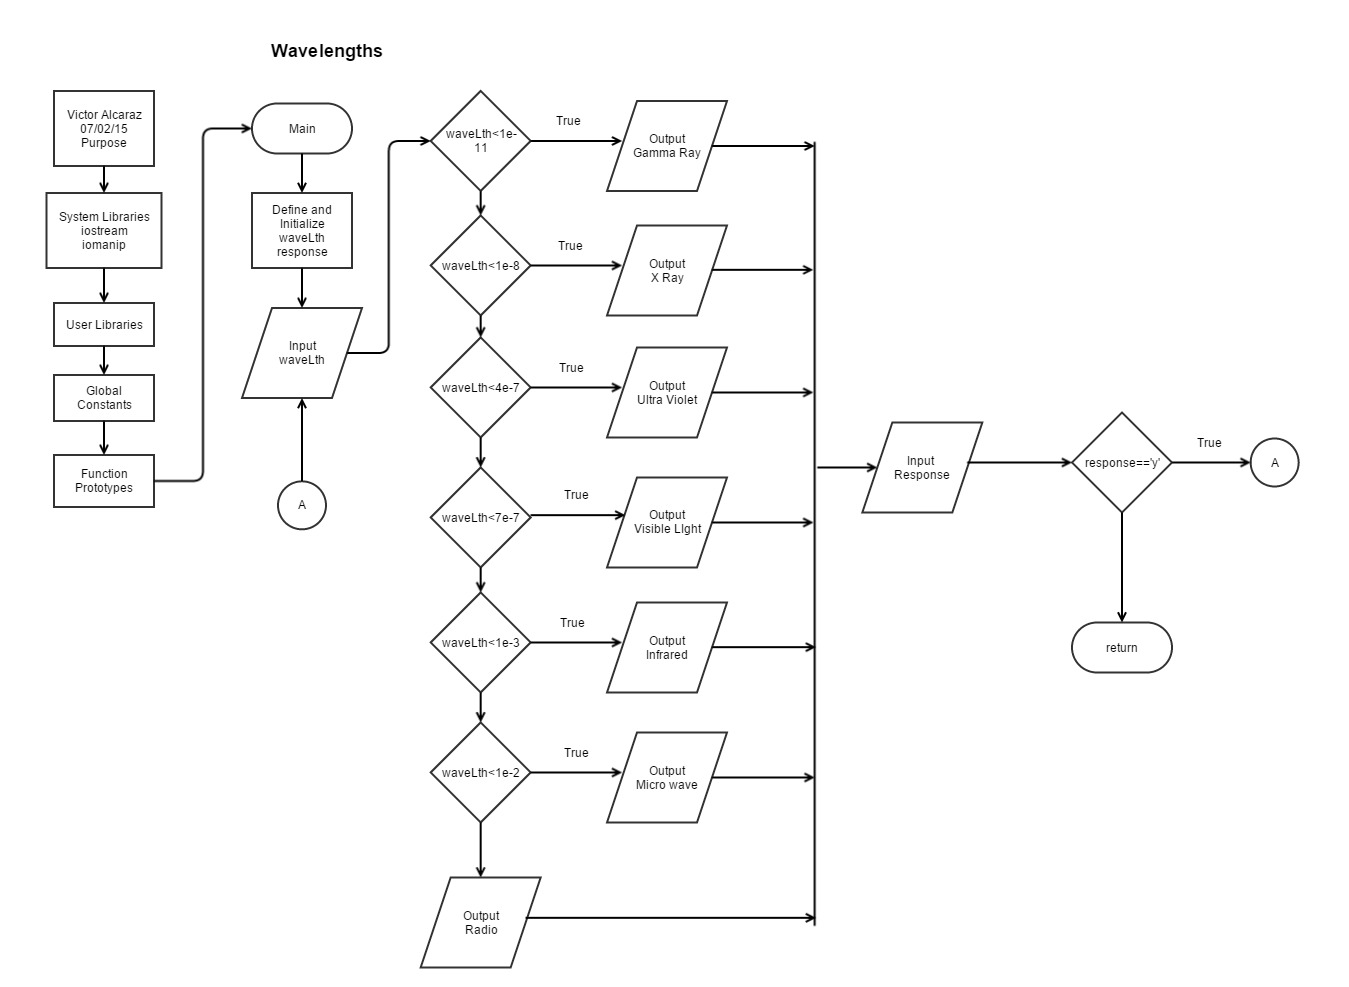 Wavelengths
Victor Alcaraz
07/02/15
Purpose
System Libraries
iostream
iomanip
User Libraries
Global
Constants
Function
Prototypes
Main
Define and
Initialize
waveLth
response
Input
waveLth
A
waveLth<1e-
11
True
Output
Gamma Ray
waveLth<1e-8
True
Output
X Ray
waveLth<4e-7
True
Output
Ultra Violet
waveLth<7e-7
True
Output
Visible LIght
waveLth<1e-3
True
Output
Infrared
waveLth<1e-2
True
Output
Micro wave
Output
Radio
Input
Response
response=='y'
True
A
return